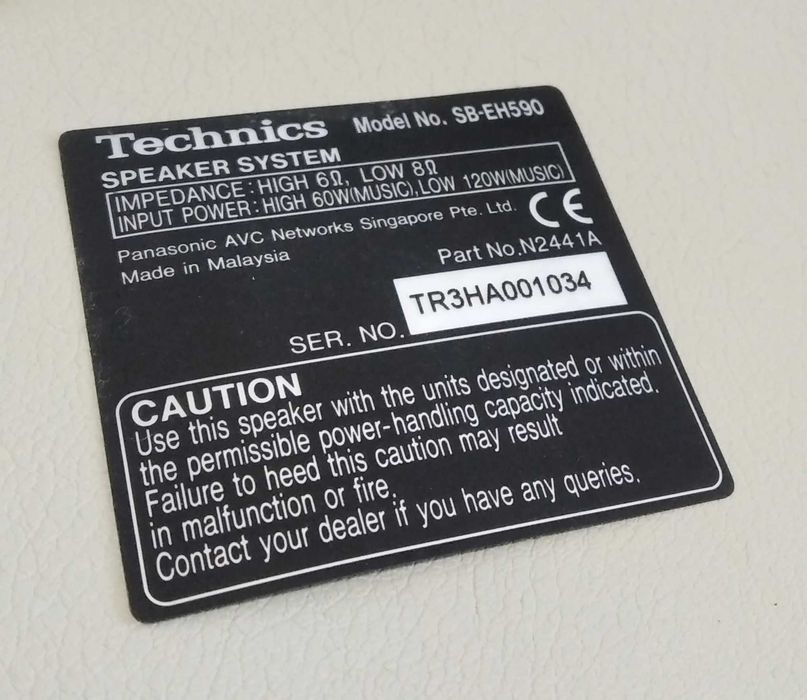 Technics Model No. SB-EH590
SPEAKER SYSTEM
IMPEDANCE: HIGH 6Ω, LOW 8Ω
INPUT POWER: HIGH 60W(MUSIC), LOW 120W(MUSIC)
Panasonic AVC Networks Singapore Pte. Ltd. CE
Made in Malaysia
Part No.N2441A
SER. NO. TR3HA001034
CAUTION
Use this speaker with the units designated or within
the permissible power-handling capacity indicated.
Failure to heed this caution may result
in malfunction or fire.
Contact your dealer if you have any queries.